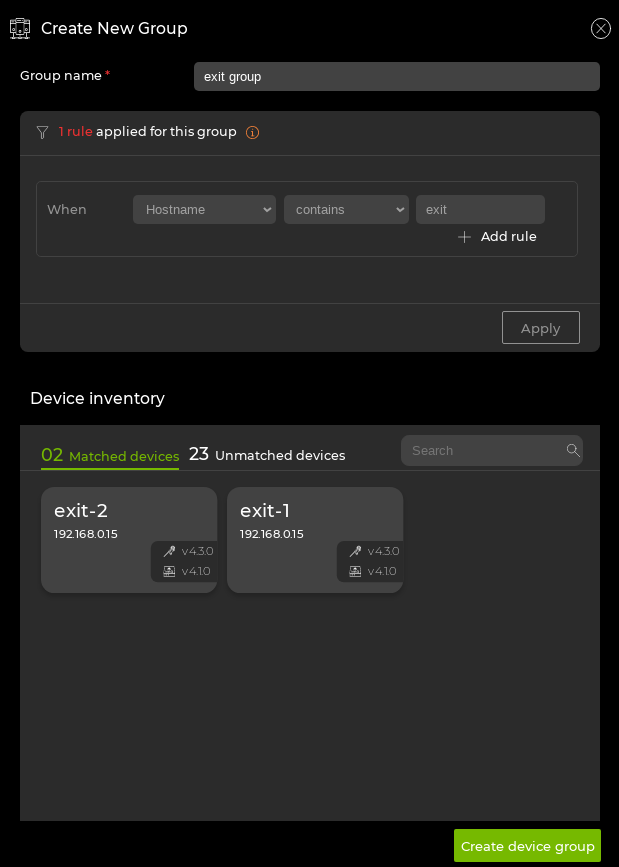 Create New Group
Group name *
exit group
1 rule applied for this group
When Hostname contains exit
Add rule
Apply
Device inventory
02 Matched devices 23 Unmatched devices Search
exit-2
192.168.0.15
v4.3.0
v4.1.0
exit-1
192.168.0.15
v4.3.0
v4.1.0
Create device group